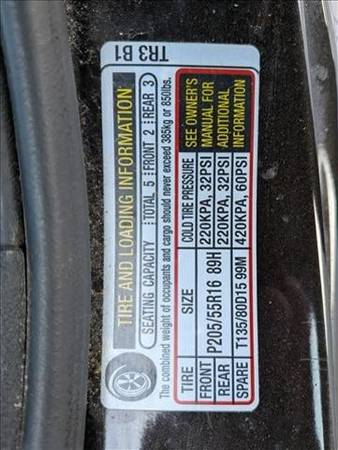 TR3 B1
TIRE AND LOADING INFORMATION
SEATING CAPACITY TOTAL 5 FRONT 2 REAR 3
The combined weight of occupants and cargo should never exceed 385kg or 850lbs.
TIRE SIZE COLD TIRE PRESSURE SEE OWNER'S
FRONT P205/55R16 89H 220KPA, 32PSI MANUAL FOR
REAR 220KPA, 32PSI ADDITIONAL
SPARE T135/80D15 99M 420KPA, 60PSI INFORMATION